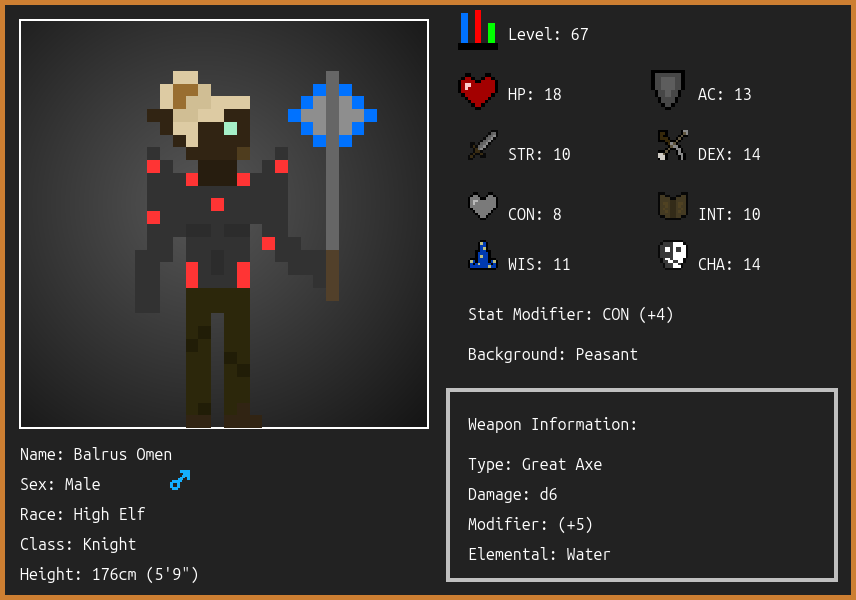 Level: 67
HP: 18
AC: 13
STR: 10
DEX: 14
CON: 8
INT: 10
WIS: 11
CHA: 14
Stat Modifier: CON (+4)
Background: Peasant
Weapon Information:
Type: Great Axe
Damage: d6
Modifier: (+5)
Elemental: Water
Name: Balrus Omen
Sex: Male
Race: High Elf
Class: Knight
Height: 176cm (5'9")